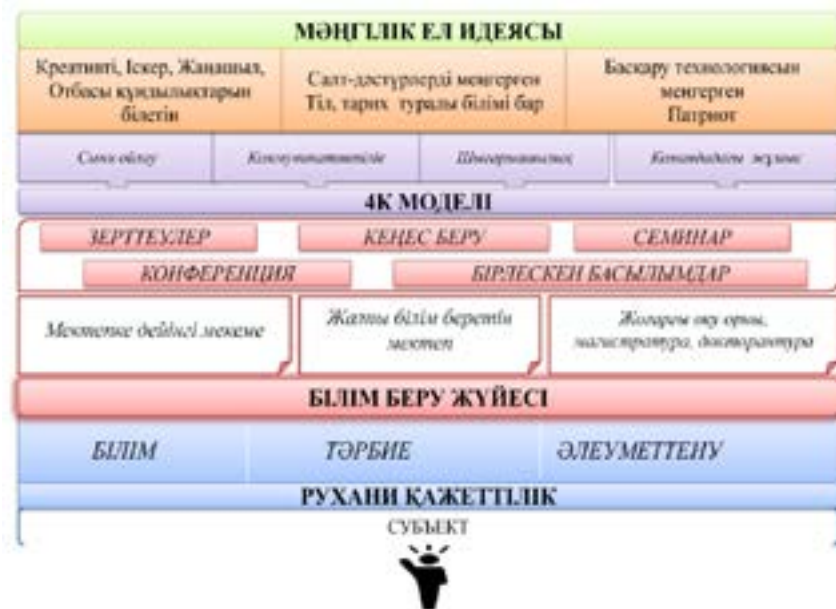 МӘҢГІЛІК ЕЛ ИДЕЯСЫ
Креативті, Іскер, Жаңашыл,
Отбасы құндылықтарын
білетін
Салт-дәстүрлерді меңгерген
Тіл, тарих туралы білімі бар
Басқару технологиясын
меңгерген
Патриот
Сыни ойлау
Коммуникативтілік
Шығармашылық
Командадағы жұмыс
4К МОДЕЛІ
ЗЕРТТЕУЛЕР
КЕҢЕС БЕРУ
СЕМИНАР
КОНФЕРЕНЦИЯ
БІРЛЕСКЕН БАСЫЛЫМДАР
Мектепке дейінгі мекеме
Жалпы білім беретін
мектеп
Жоғарғы оқу орны,
магистратура, докторантура
БІЛІМ БЕРУ ЖҮЙЕСІ
БІЛІМ
ТӘРБИЕ
ӘЛЕУМЕТТЕНУ
РУХАНИ ҚАЖЕТТІЛІК
СУБЪЕКТ